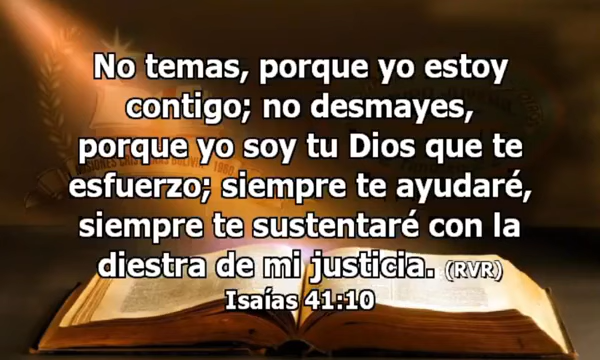 No temas, porque yo estoy
contigo; no desmayes,
porque yo soy tu Dios que te
esfuerzo; siempre te ayudaré,
siempre te sustentaré con la
diestra de mi justicia. (RVR)
Isaías 41:10